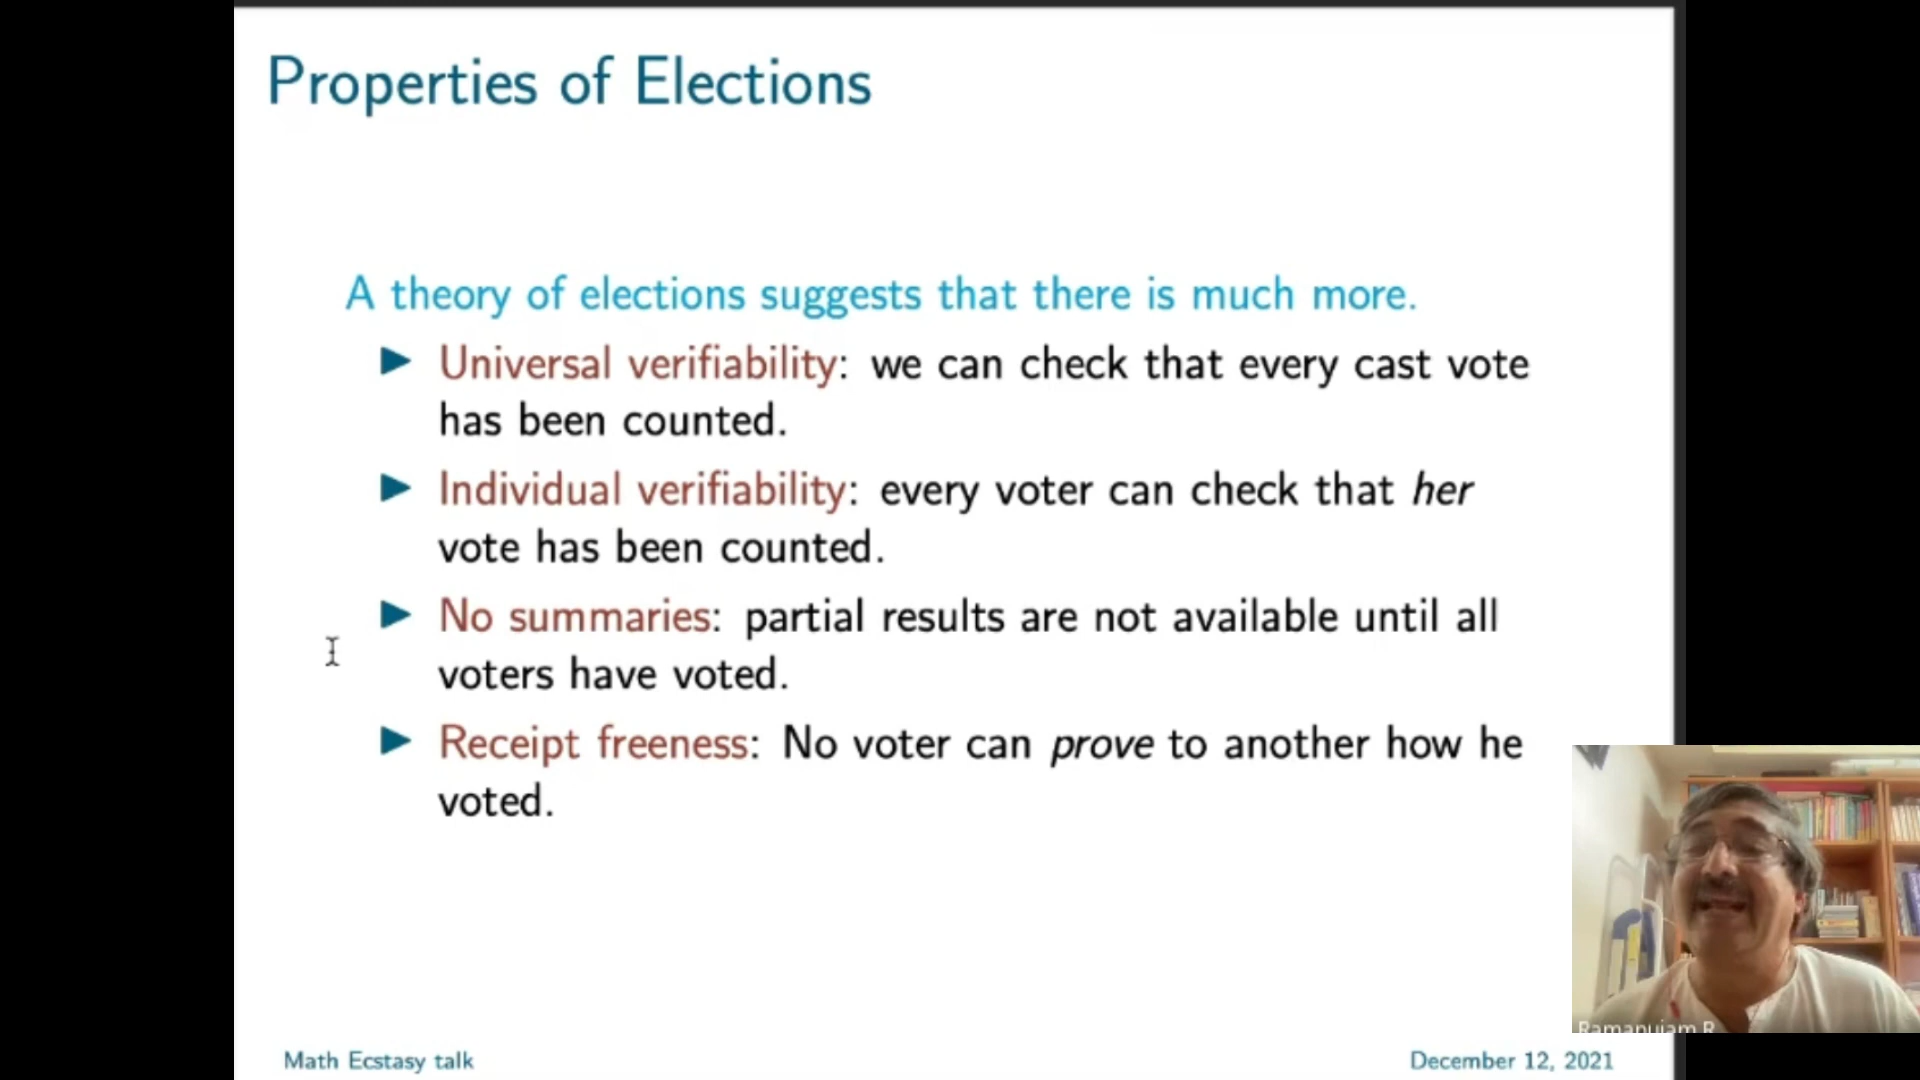 Properties of Elections
A theory of elections suggests that there is much more.
▶ Universal verifiability: we can check that every cast vote
has been counted.
▶ Individual verifiability: every voter can check that her
vote has been counted.
▶ No summaries: partial results are not available until all
voters have voted.
▶ Receipt freeness: No voter can prove to another how he
voted.
Ramanujam R
Math Ecstasy talk
December 12, 2021